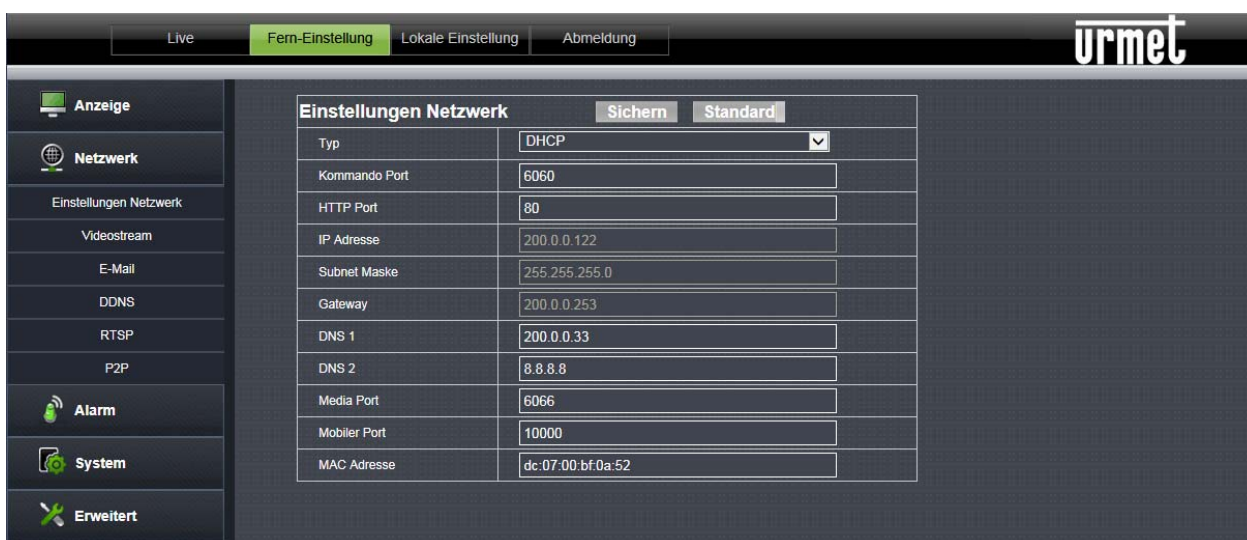 Live Fern-Einstellung Lokale Einstellung Abmeldung urmet
Anzeige
Netzwerk
Einstellungen Netzwerk
Videostream
E-Mail
DDNS
RTSP
P2P
Alarm
System
Erweitert
Einstellungen Netzwerk Sichern Standard
Typ DHCP
Kommando Port 6060
HTTP Port 80
IP Adresse 200.0.0.122
Subnet Maske 255.255.255.0
Gateway 200.0.0.253
DNS 1 200.0.0.33
DNS 2 8.8.8.8
Media Port 6066
Mobiler Port 10000
MAC Adresse dc:07:00:bf:0a:52